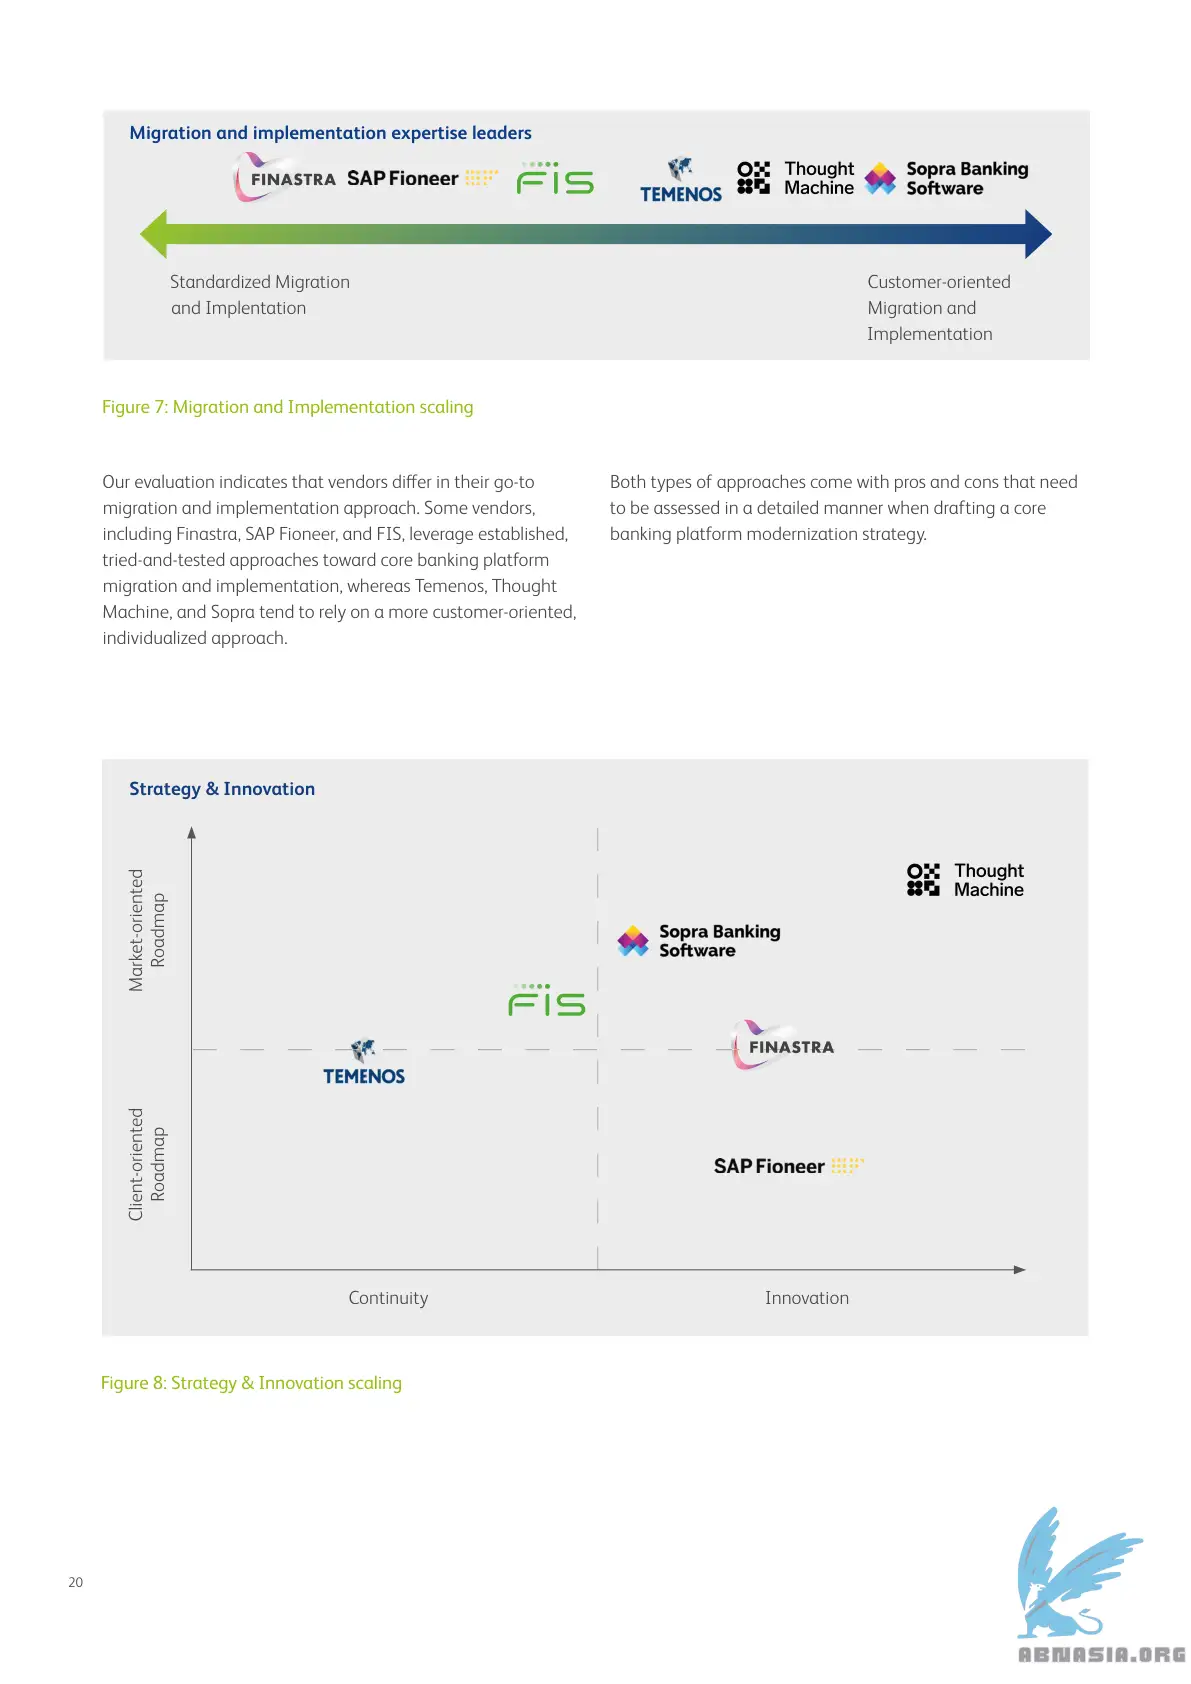 Migration and implementation expertise leaders
FINASTRA SAP Fioneer FIS TEMENOS Thought Machine Sopra Banking Software
Standardized Migration
and Implentation
Customer-oriented
Migration and
Implementation
Figure 7: Migration and Implementation scaling
Our evaluation indicates that vendors differ in their go-to
migration and implementation approach. Some vendors,
including Finastra, SAP Fioneer, and FIS, leverage established,
tried-and-tested approaches toward core banking platform
migration and implementation, whereas Temenos, Thought
Machine, and Sopra tend to rely on a more customer-oriented,
individualized approach.
Both types of approaches come with pros and cons that need
to be assessed in a detailed manner when drafting a core
banking platform modernization strategy.
Strategy & Innovation
Market-oriented
Roadmap
Thought
Machine
Sopra Banking
Software
FIS
FINASTRA
TEMENOS
Client-oriented
Roadmap
SAP Fioneer
Continuity
Innovation
Figure 8: Strategy & Innovation scaling
20
ABNASIA.ORG